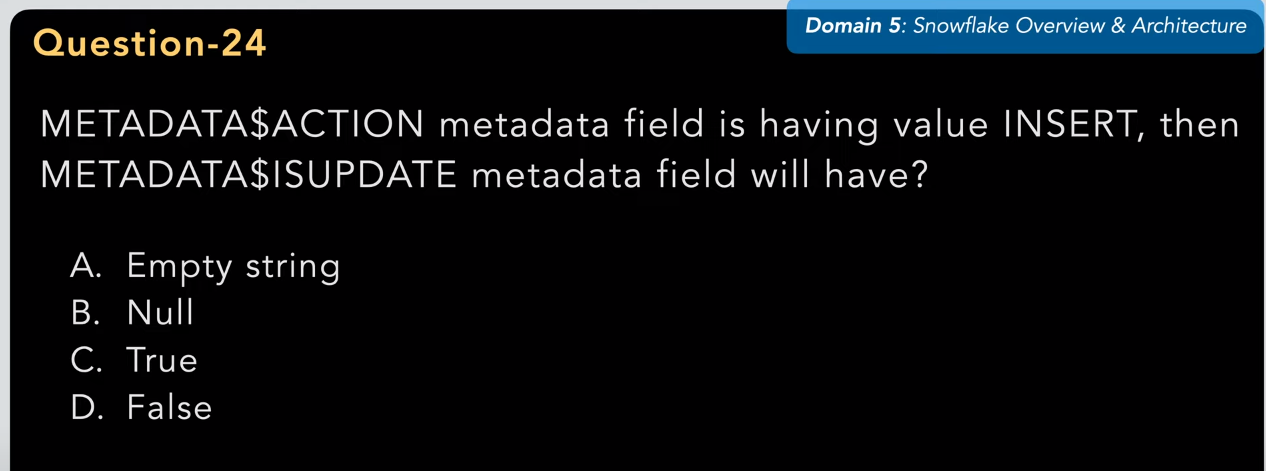 Domain 5: Snowflake Overview & Architecture
Question-24
METADATA$ACTION metadata field is having value INSERT, then
METADATA$ISUPDATE metadata field will have?
A. Empty string
B. Null
C. True
D. False